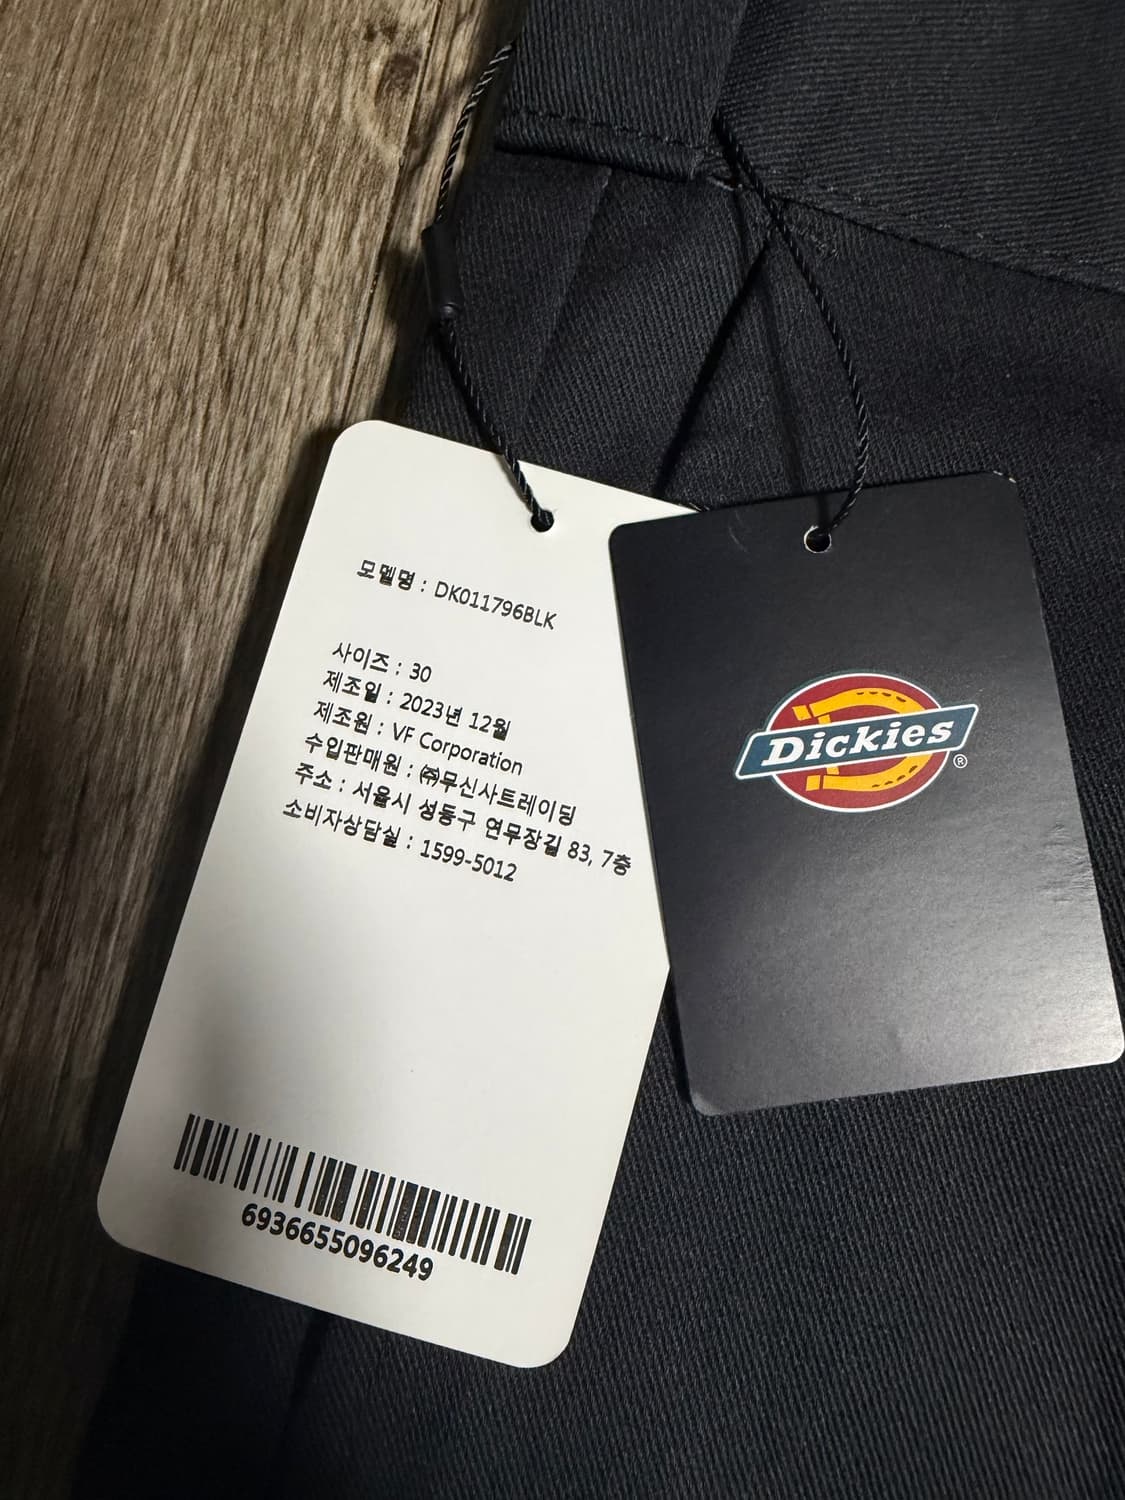 모델명 : DK011796BLK
사이즈 : 30
제조일 : 2023년 12월
제조원 : VF Corporation
수입판매원 : ㈜무신사트레이딩
주소 : 서울시 성동구 연무장길 83, 7층
소비자상담실 : 1599-5012
6936655096249
Dickies
®